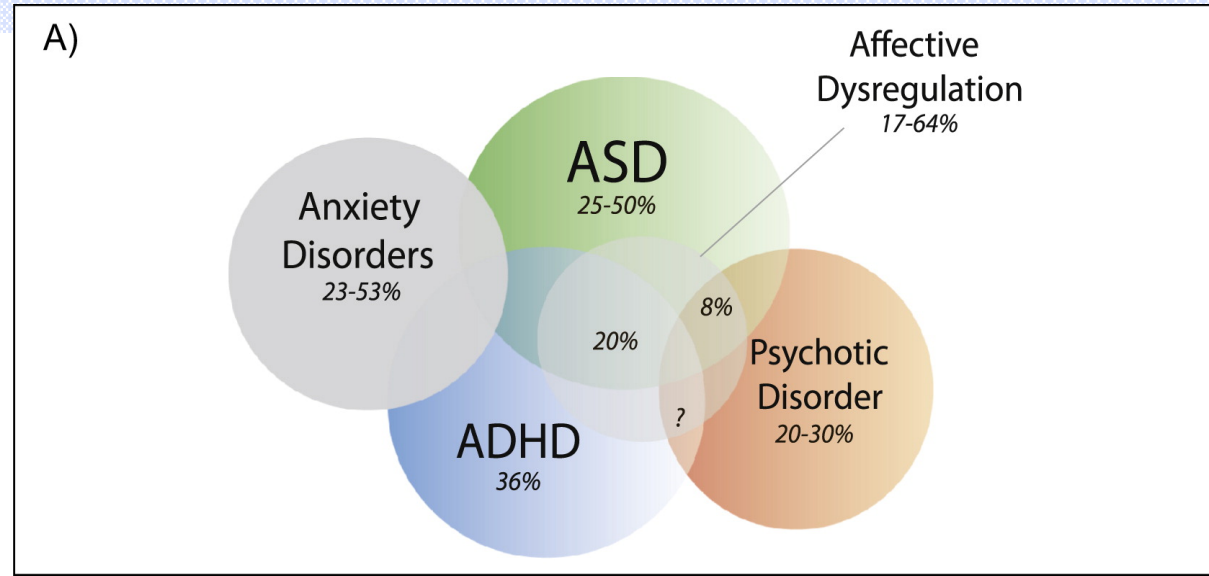 A)
Affective
Dysregulation
17-64%
ASD
25-50%
Anxiety
Disorders
23-53%
20%
8%
Psychotic
Disorder
20-30%
?
ADHD
36%